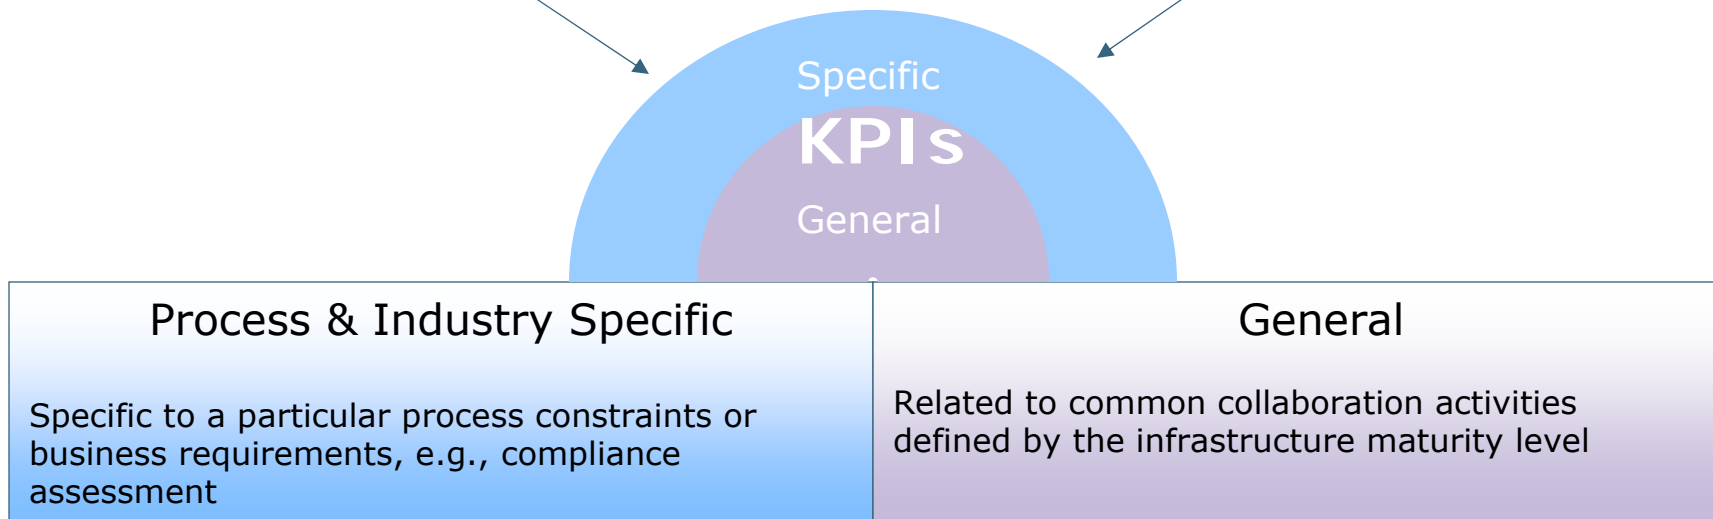 Specific
KPIs
General
Process & Industry Specific
Specific to a particular process constraints or
business requirements, e.g., compliance
assessment
General
Related to common collaboration activities
defined by the infrastructure maturity level